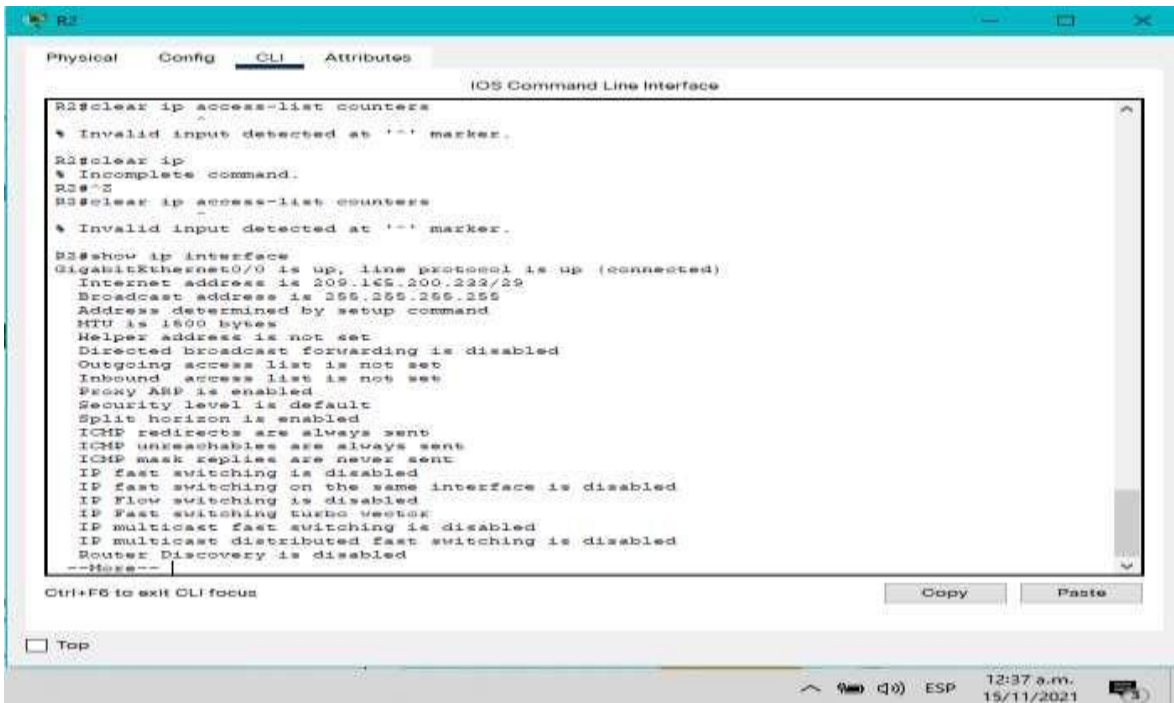 R2
Physical Config CLI Attributes
IOS Command Line Interface
R2#clear ip access-list counters
^
% Invalid input detected at '^' marker.
R2#clear ip
% Incomplete command.
R2#^Z
R2#clear ip access-list counters
^
% Invalid input detected at '^' marker.
R2#show ip interface
GigabitEthernet0/0 is up, line protocol is up (connected)
Internet address is 209.165.200.233/29
Broadcast address is 255.255.255.255
Address determined by setup command
MTU is 1500 bytes
Helper address is not set
Directed broadcast forwarding is disabled
Outgoing access list is not set
Inbound access list is not set
Proxy ARP is enabled
Security level is default
Split horizon is enabled
ICMP redirects are always sent
ICMP unreachables are always sent
ICMP mask replies are never sent
IP fast switching is disabled
IP fast switching on the same interface is disabled
IP Flow switching is disabled
IP Fast switching turbo vector
IP multicast fast switching is disabled
IP multicast distributed fast switching is disabled
Router Discovery is disabled
--More--
Ctrl+F6 to exit CLI focus
Copy Paste
Top
ESP 12:37 a.m.
15/11/2021
3